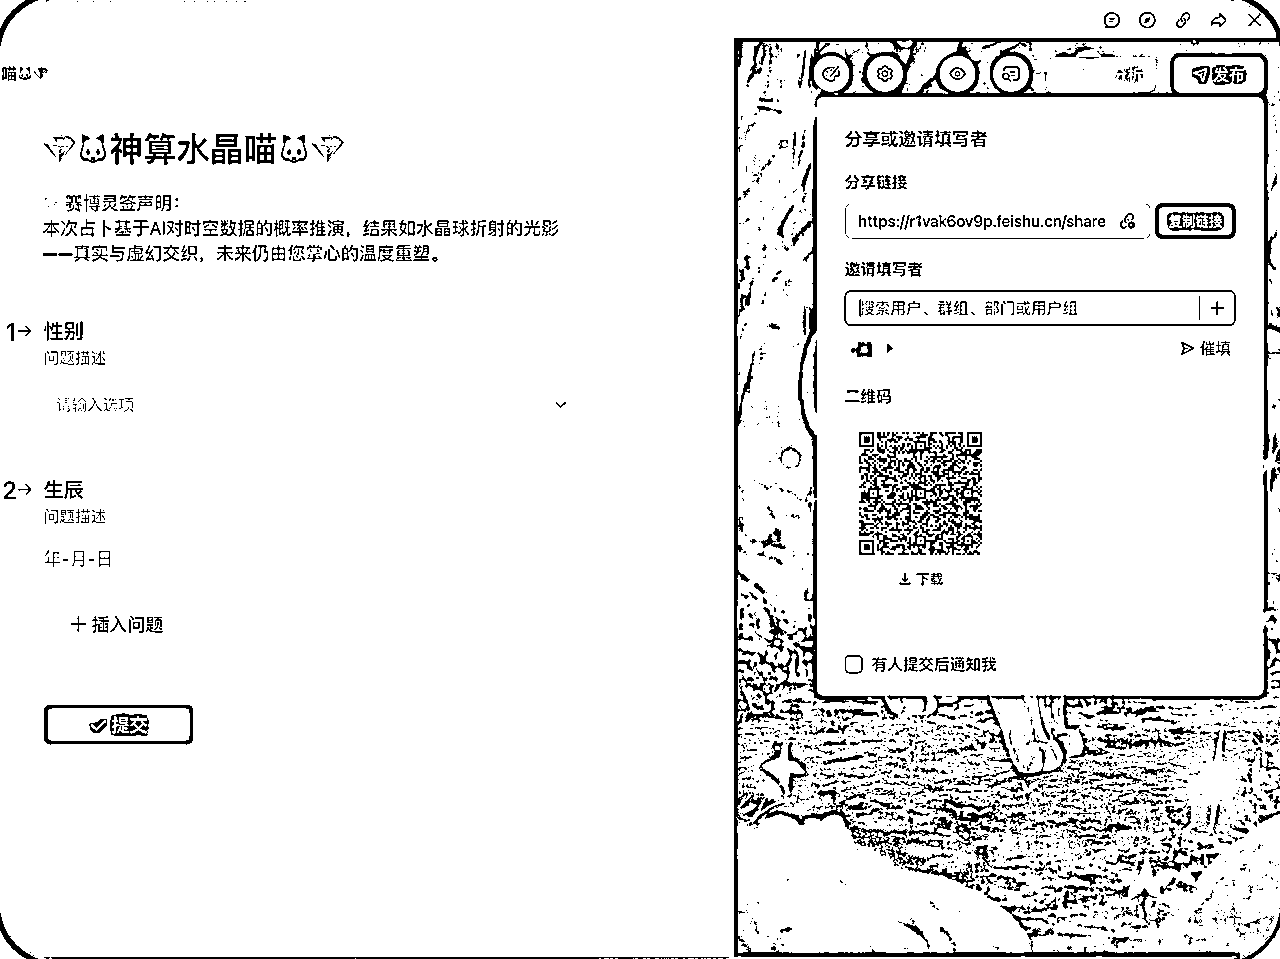 喵
神算水晶喵
赛博灵签声明：
本次占卜基于AI对时空数据的概率推演，结果如水晶球折射的光影
——真实与虚幻交织，未来仍由您掌心的温度重塑。
1 性别
问题描述
请输入选项
2 生辰
问题描述
年-月-日
插入问题
提交
发布
分享或邀请填写者
分享链接
https://r1vak6ov9p.feishu.cn/share
复制链接
邀请填写者
搜索用户、群组、部门或用户组
催填
二维码
下载
有人提交后通知我